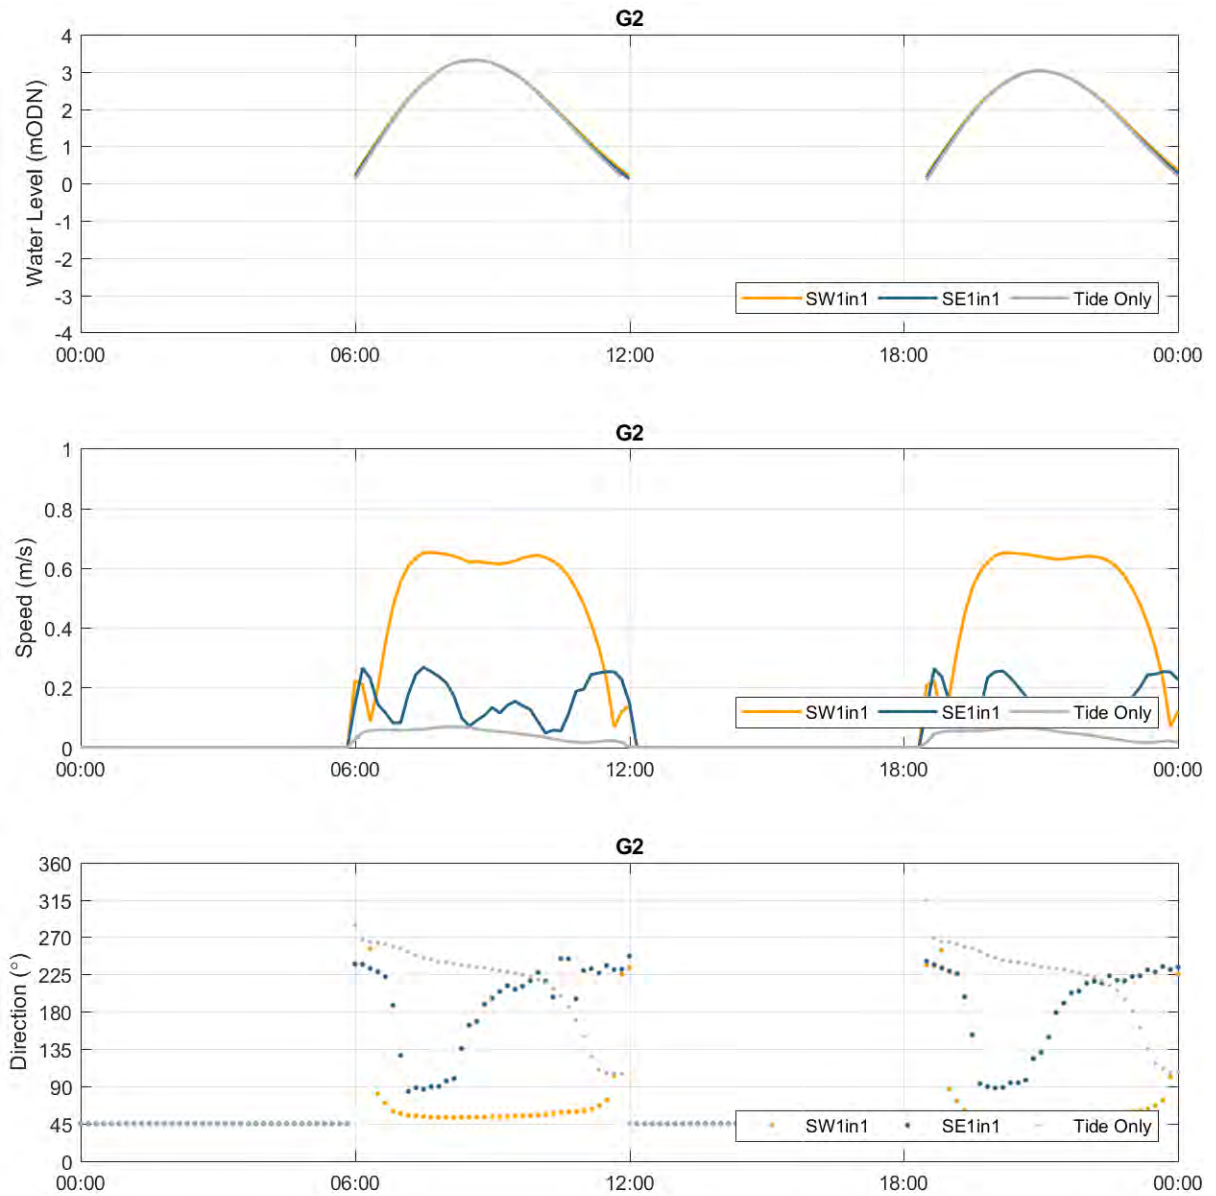 G2
Water Level (mODN)
4
3
2
1
0
-1
-2
-3
-4
SW1in1 SE1in1 Tide Only
00:00 06:00 12:00 18:00 00:00
G2
Speed (m/s)
1
0.8
0.6
0.4
0.2
0
SW1in1 SE1in1 Tide Only
00:00 06:00 12:00 18:00 00:00
G2
Direction (°)
360
315
270
225
180
135
90
45
0
SW1in1 SE1in1 Tide Only
00:00 06:00 12:00 18:00 00:00